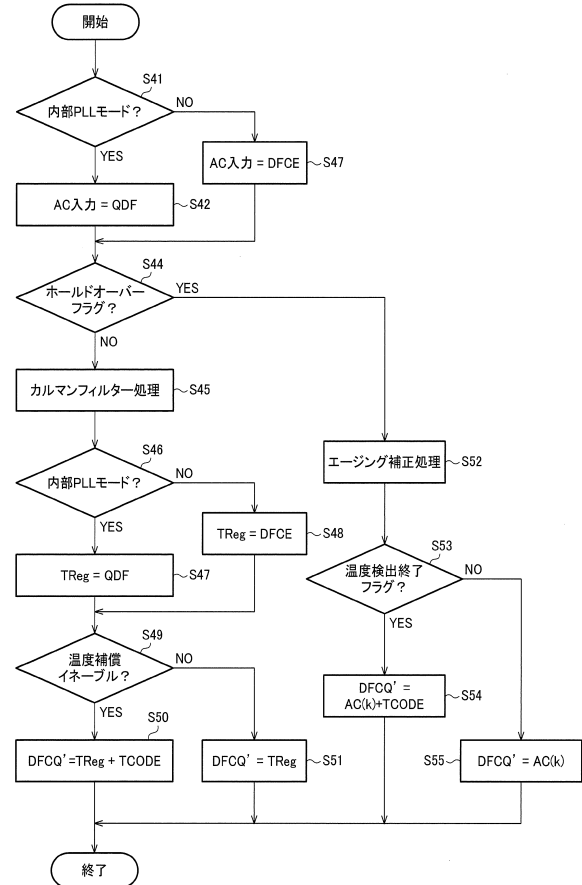 開始
S41
内部PLLモード?
NO
YES
AC入力 = DFCE
S47
AC入力 = QDF
S42
S44
ホールドオーバー
フラグ?
YES
NO
カルマンフィルター処理
S45
エージング補正処理
S52
S46
内部PLLモード?
NO
YES
TReg = DFCE
S48
TReg = QDF
S47
S53
温度検出終了
フラグ?
NO
YES
S49
温度補償
イネーブル?
NO
YES
DFCQ' =
AC(k)+TCODE
S54
S50
DFCQ'=TReg + TCODE
DFCQ' = TReg
S51
S55
DFCQ' = AC(k)
終了